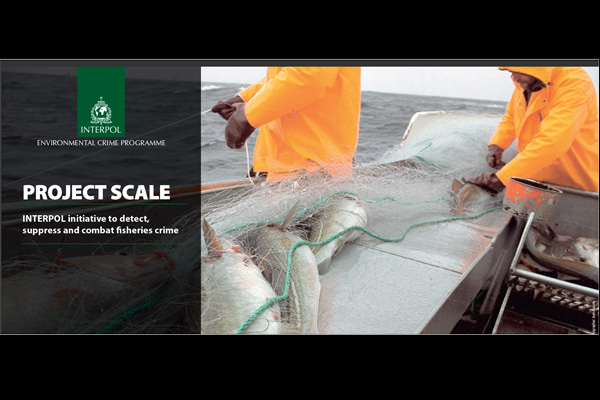 INTERPOL
ENVIRONMENTAL CRIME PROGRAMME
PROJECT SCALE
INTERPOL initiative to detect,
suppress and combat fisheries crime